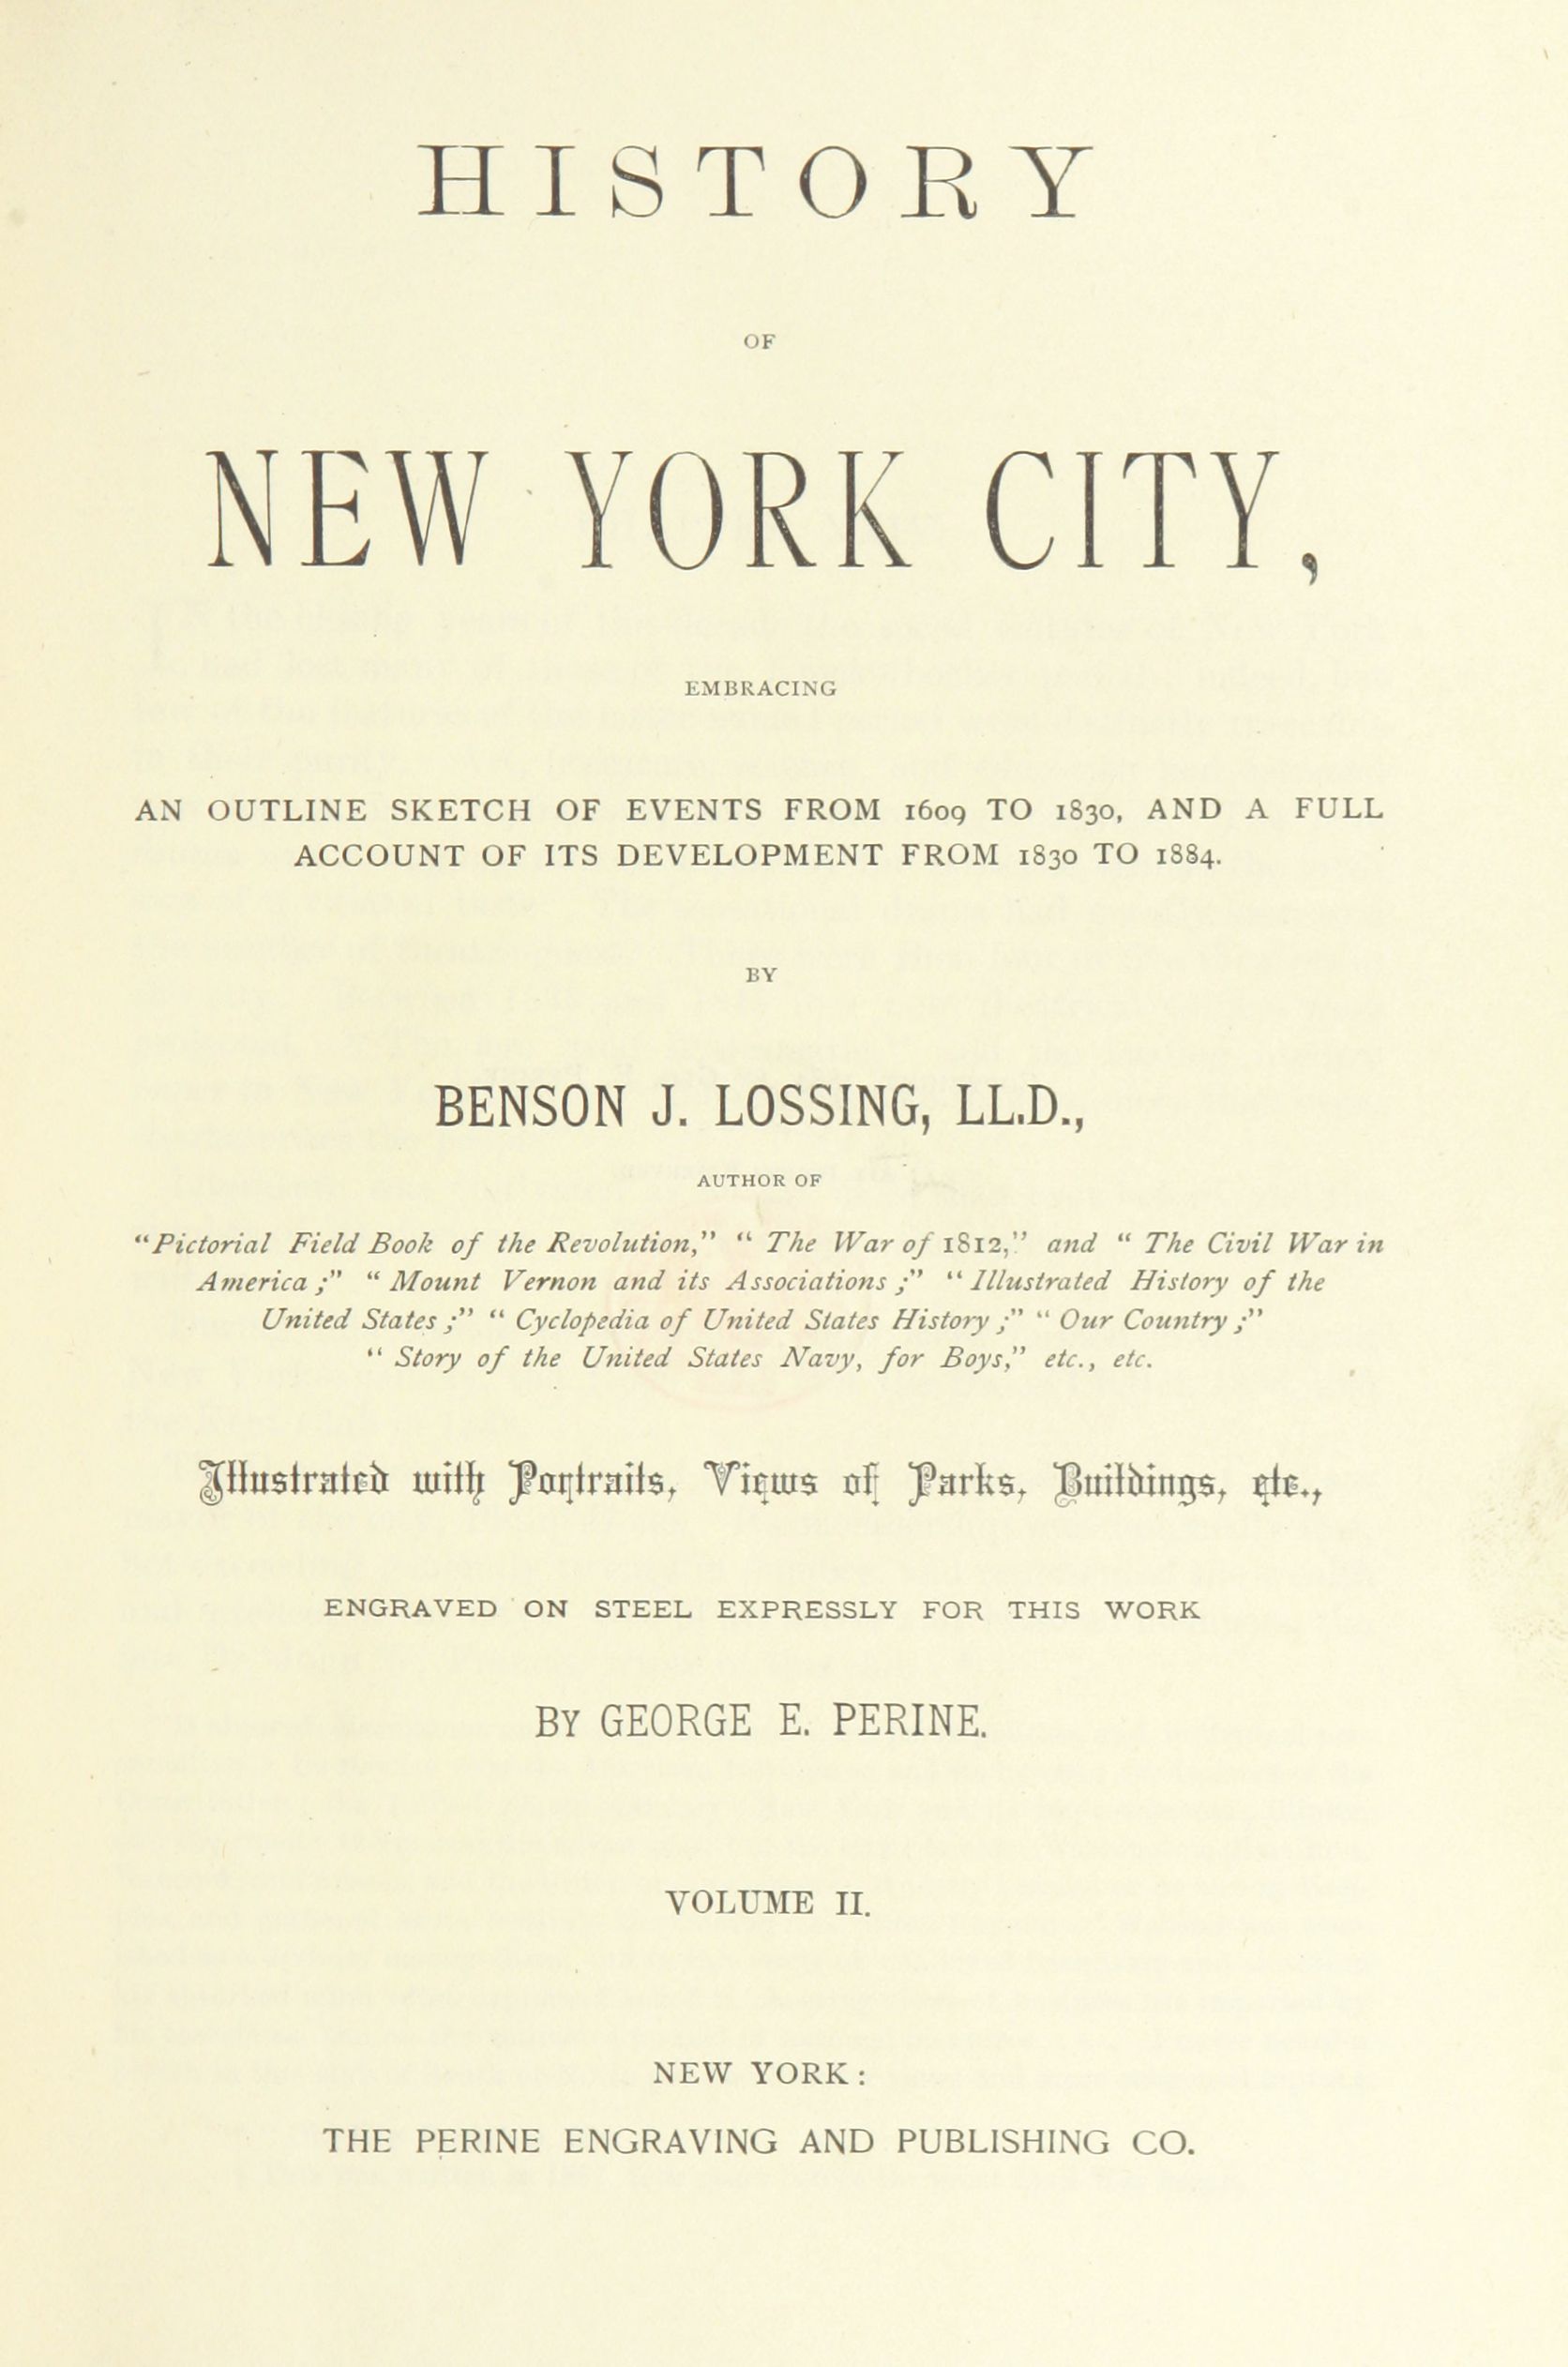 HISTORY
OF
NEW YORK CITY,
EMBRACING
AN OUTLINE SKETCH OF EVENTS FROM 1609 TO 1830, AND A FULL
ACCOUNT OF ITS DEVELOPMENT FROM 1830 TO 1884.
BY
BENSON J. LOSSING, LL.D.,
AUTHOR OF
"Pictorial Field Book of the Revolution," "The War of 1812," and "The Civil War in
America;" "Mount Vernon and its Associations;" "Illustrated History of the
United States;" "Cyclopedia of United States History;" "Our Country;"
"Story of the United States Navy, for Boys," etc., etc.
Illustrated with Portraits, Views of Parks, Buildings, etc.,
ENGRAVED ON STEEL EXPRESSLY FOR THIS WORK
BY GEORGE E. PERINE.
VOLUME II.
NEW YORK:
THE PERINE ENGRAVING AND PUBLISHING CO.